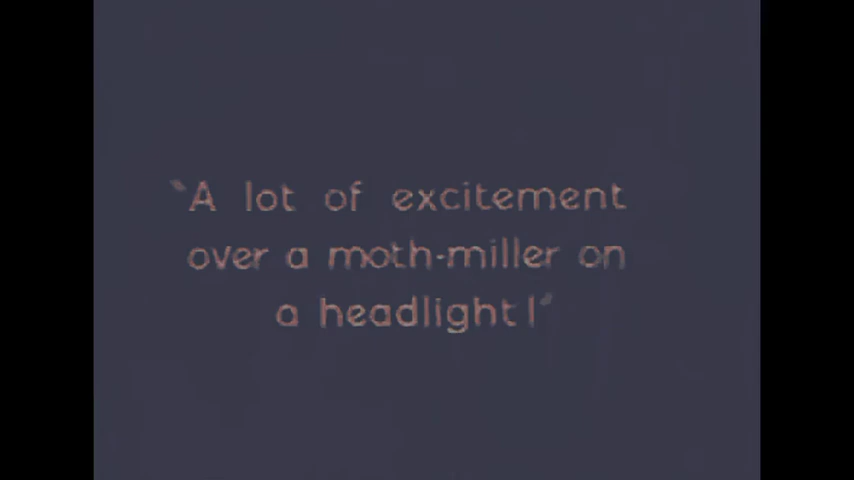 "A lot of excitement
over a moth-miller on
a headlight!"